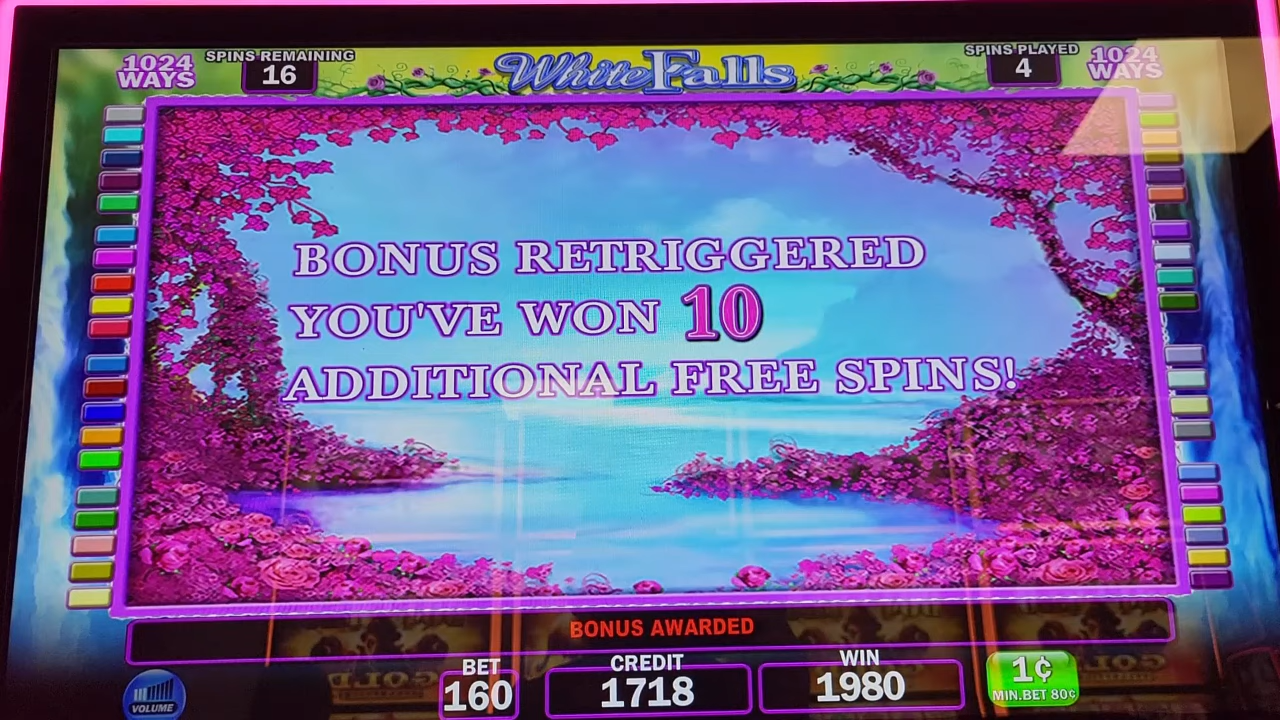 1024 WAYS
SPINS REMAINING
16
White Falls
SPINS PLAYED
4
1024 WAYS
BONUS RETRIGGERED
YOU'VE WON 10
ADDITIONAL FREE SPINS!
BONUS AWARDED
VOLUME
BET
160
CREDIT
1718
WIN
1980
1¢
MIN.BET 80¢